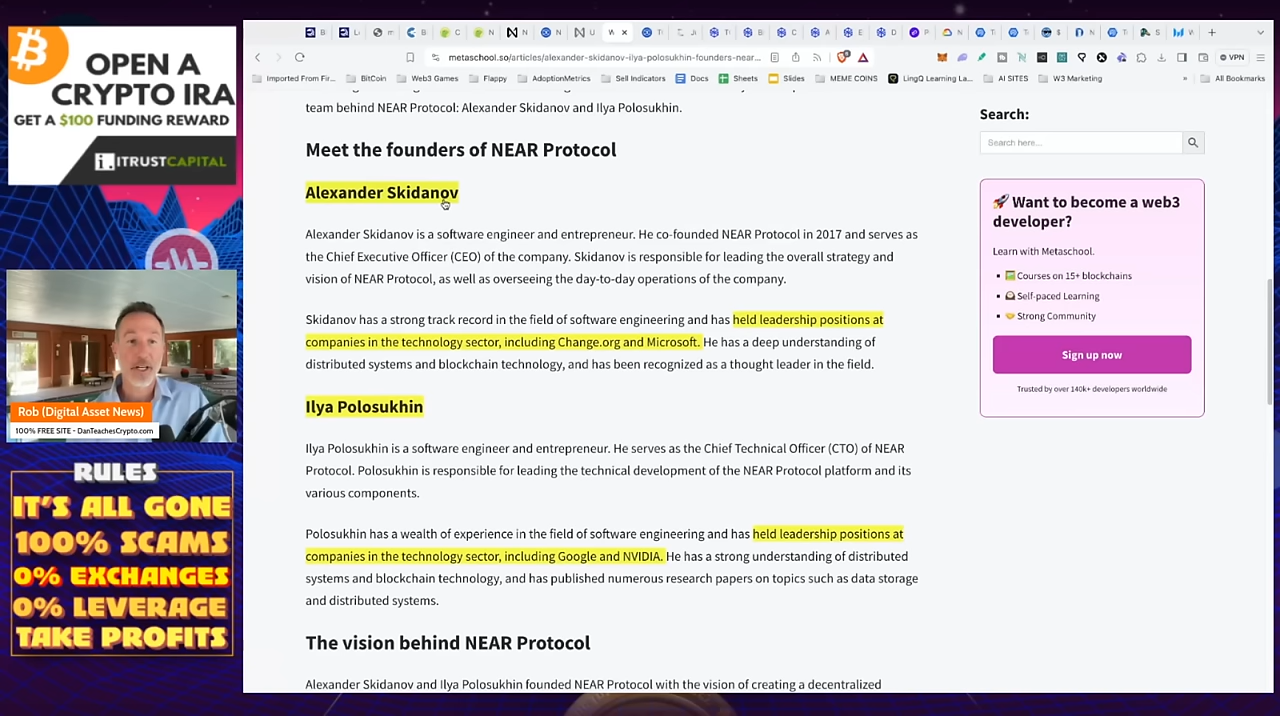 OPEN A
CRYPTO IRA
GET A $100 FUNDING REWARD
ITRUSTCAPITAL
Rob (Digital Asset News)
100% FREE SITE - DanTeachesCrypto.com
RULES
IT'S ALL GONE
100% SCAMS
0% EXCHANGES
0% LEVERAGE
TAKE PROFITS
metaschool.so/articles/alexander-skidanov-ilya-polosukhin-founders-near...
VPN
Imported From Fir...
BitCoin
Web3 Games
Flappy
AdoptionMetrics
Sell Indicators
Docs
Sheets
Slides
MEME COINS
LingQ Learning La...
AI SITES
W3 Marketing
»
All Bookmarks
team behind NEAR Protocol: Alexander Skidanov and Ilya Polosukhin.
Meet the founders of NEAR Protocol
Alexander Skidanov
Alexander Skidanov is a software engineer and entrepreneur. He co-founded NEAR Protocol in 2017 and serves as
the Chief Executive Officer (CEO) of the company. Skidanov is responsible for leading the overall strategy and
vision of NEAR Protocol, as well as overseeing the day-to-day operations of the company.
Skidanov has a strong track record in the field of software engineering and has held leadership positions at
companies in the technology sector, including Change.org and Microsoft. He has a deep understanding of
distributed systems and blockchain technology, and has been recognized as a thought leader in the field.
Ilya Polosukhin
Ilya Polosukhin is a software engineer and entrepreneur. He serves as the Chief Technical Officer (CTO) of NEAR
Protocol. Polosukhin is responsible for leading the technical development of the NEAR Protocol platform and its
various components.
Polosukhin has a wealth of experience in the field of software engineering and has held leadership positions at
companies in the technology sector, including Google and NVIDIA. He has a strong understanding of distributed
systems and blockchain technology, and has published numerous research papers on topics such as data storage
and distributed systems.
The vision behind NEAR Protocol
Alexander Skidanov and Ilya Polosukhin founded NEAR Protocol with the vision of creating a decentralized
Search:
Search here...
🚀 Want to become a web3
developer?
Learn with Metaschool.
Courses on 15+ blockchains
Self-paced Learning
Strong Community
Sign up now
Trusted by over 140k+ developers worldwide